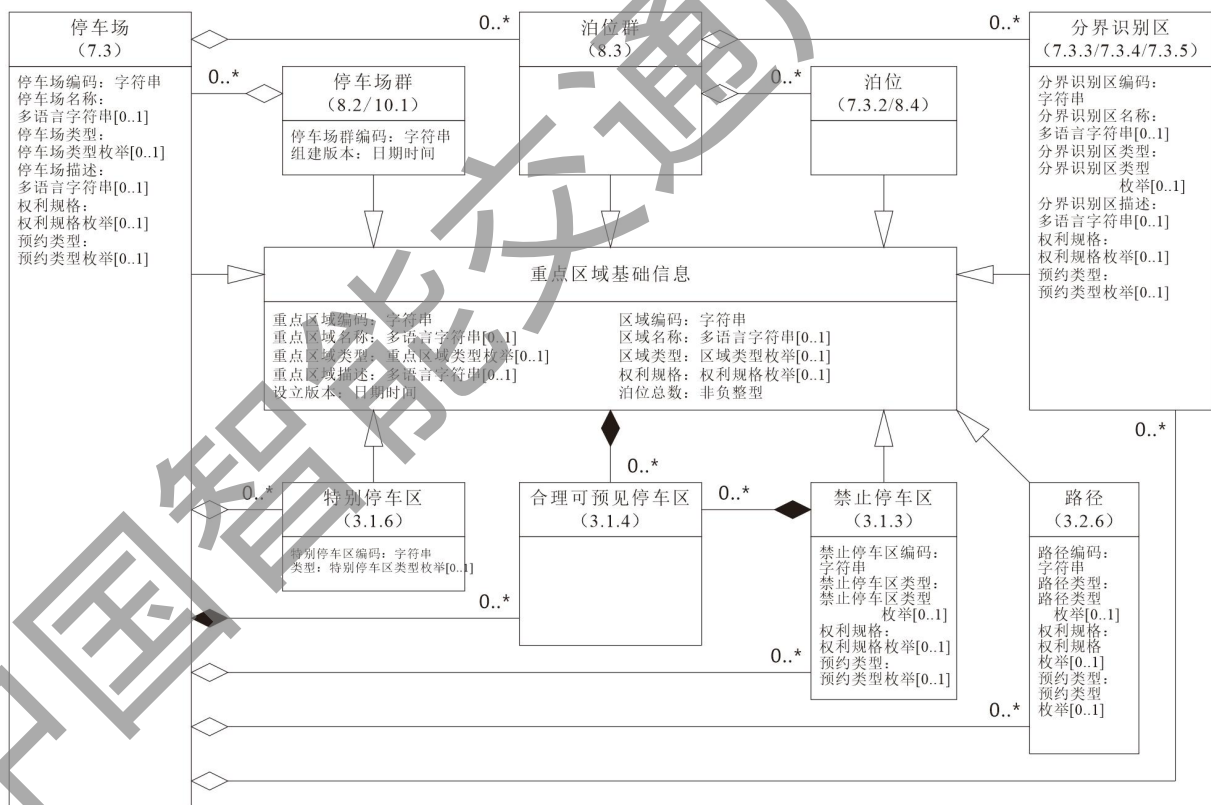 停车场
（7.3）
停车场编码：字符串
停车场名称：
多语言字符串[0..1]
停车场类型：
停车场类型枚举[0..1]
停车场描述：
多语言字符串[0..1]
权利规格：
权利规格枚举[0..1]
预约类型：
预约类型枚举[0..1]
0..*
停车场群
（8.2/10.1）
停车场群编码：字符串
组建版本：日期时间
0..*
泊位群
（8.3）
0..*
泊位
（7.3.2/8.4）
0..*
分界识别区
（7.3.3/7.3.4/7.3.5）
分界识别区编码：
字符串
分界识别区名称：
多语言字符串[0..1]
分界识别区类型：
分界识别区类型
枚举[0..1]
分界识别区描述：
多语言字符串[0..1]
权利规格：
权利规格枚举[0..1]
预约类型：
预约类型枚举[0..1]
重点区域基础信息
重点区域编码：字符串
重点区域名称：多语言字符串[0..1]
重点区域类型：重点区域类型枚举[0..1]
重点区域描述：多语言字符串[0..1]
设立版本：日期时间
区域编码：字符串
区域名称：多语言字符串[0..1]
区域类型：区域类型枚举[0..1]
权利规格：权利规格枚举[0..1]
泊位总数：非负整型
0..*
0..*
特别停车区
（3.1.6）
特别停车区编码：字符串
类型：特别停车区类型枚举[0..1]
0..*
合理可预见停车区
（3.1.4）
0..*
0..*
禁止停车区
（3.1.3）
禁止停车区编码：
字符串
禁止停车区类型：
禁止停车区类型
枚举[0..1]
权利规格：
权利规格枚举[0..1]
预约类型：
预约类型枚举[0..1]
0..*
路径
（3.2.6）
路径编码：
字符串
路径类型：
路径类型
枚举[0..1]
权利规格：
权利规格
枚举[0..1]
预约类型：
预约类型
枚举[0..1]
0..*
国智能交通